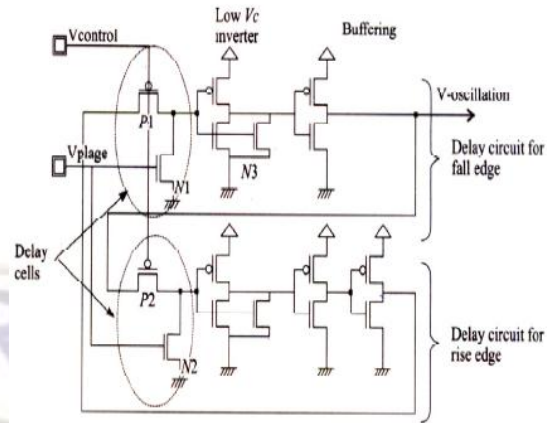 Vcontrol
Low Vc
inverter
Buffering
V-oscillation
P1
Vplage
N1
N3
Delay circuit for
fall edge
Delay
cells
P2
N2
Delay circuit for
rise edge